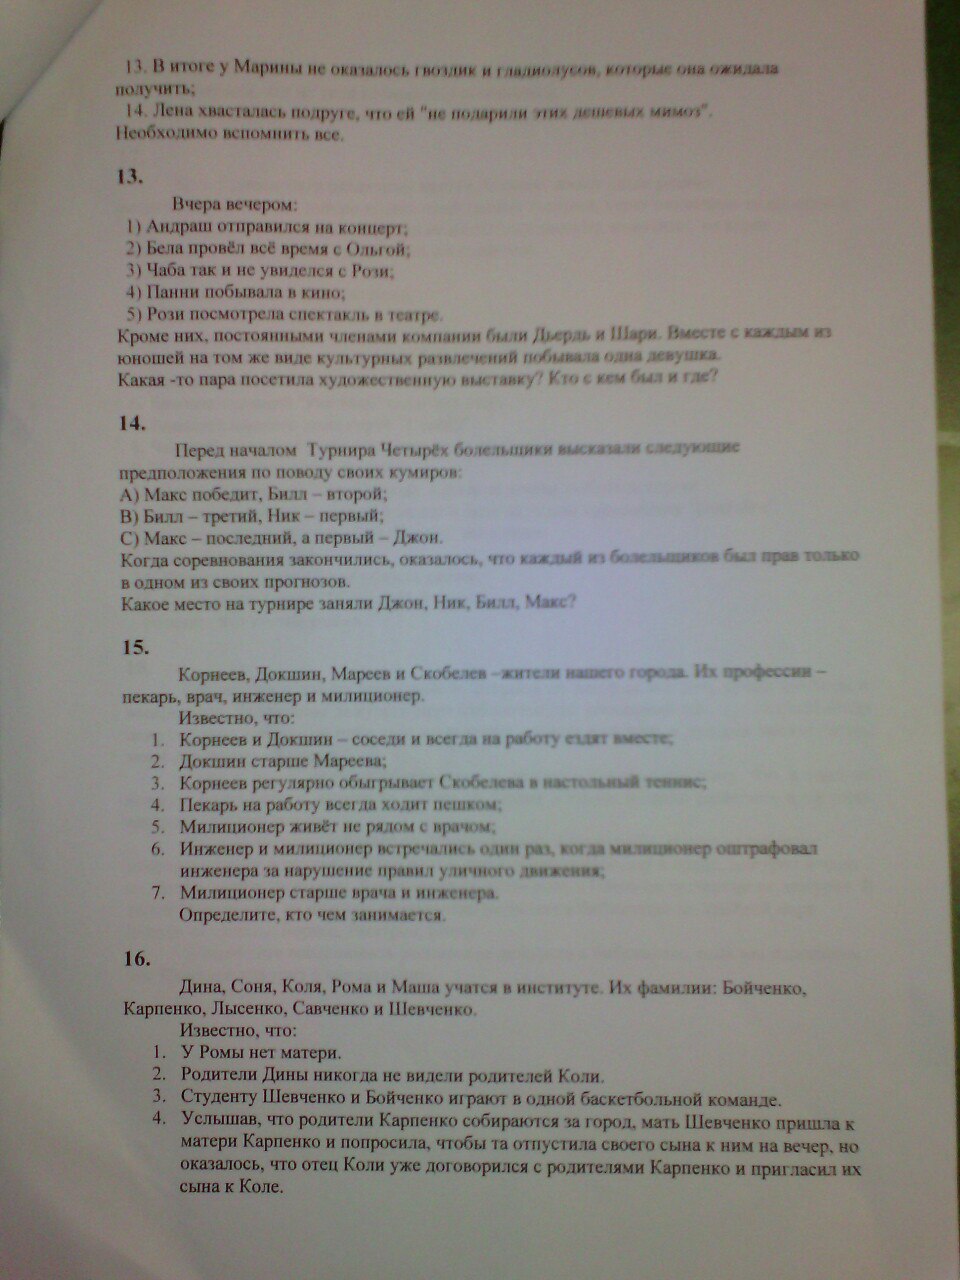 13. В итоге у Марины не оказалось гвоздик и гладиолусов, которые она ожидала
получить;
14. Лена хвасталась подруге, что ей "не подарили этих дешевых мимоз".
Необходимо вспомнить все.
13.
Вчера вечером:
1) Андраш отправился на концерт;
2) Бела провёл всё время с Ольгой;
3) Чаба так и не увиделся с Рози;
4) Панни побывала в кино;
5) Рози посмотрела спектакль в театре.
Кроме них, постоянными членами компании были Дьердь и Шари. Вместе с каждым из
юношей на том же виде культурных развлечений побывала одна девушка.
Какая -то пара посетила художественную выставку? Кто с кем был и где?
14.
Перед началом Турнира Четырёх болельщики высказали следующие
предположения по поводу своих кумиров:
А) Макс победит, Билл – второй;
В) Билл – третий, Ник – первый;
С) Макс – последний, а первый – Джон.
Когда соревнования закончились, оказалось, что каждый из болельщиков был прав только
в одном из своих прогнозов.
Какое место на турнире заняли Джон, Ник, Билл, Макс?
15.
Корнеев, Докшин, Мареев и Скобелев –жители нашего города. Их профессии –
пекарь, врач, инженер и милиционер.
Известно, что:
1. Корнеев и Докшин – соседи и всегда на работу ездят вместе;
2. Докшин старше Мареева;
3. Корнеев регулярно обыгрывает Скобелева в настольный теннис;
4. Пекарь на работу всегда ходит пешком;
5. Милиционер живёт не рядом с врачом;
6. Инженер и милиционер встречались один раз, когда милиционер оштрафовал
инженера за нарушение правил уличного движения;
7. Милиционер старше врача и инженера.
Определите, кто чем занимается.
16.
Дина, Соня, Коля, Рома и Маша учатся в институте. Их фамилии: Бойченко,
Карпенко, Лысенко, Савченко и Шевченко.
Известно, что:
1. У Ромы нет матери.
2. Родители Дины никогда не видели родителей Коли.
3. Студенту Шевченко и Бойченко играют в одной баскетбольной команде.
4. Услышав, что родители Карпенко собираются за город, мать Шевченко пришла к
матери Карпенко и попросила, чтобы та отпустила своего сына к ним на вечер, но
оказалось, что отец Коли уже договорился с родителями Карпенко и пригласил их
сына к Коле.